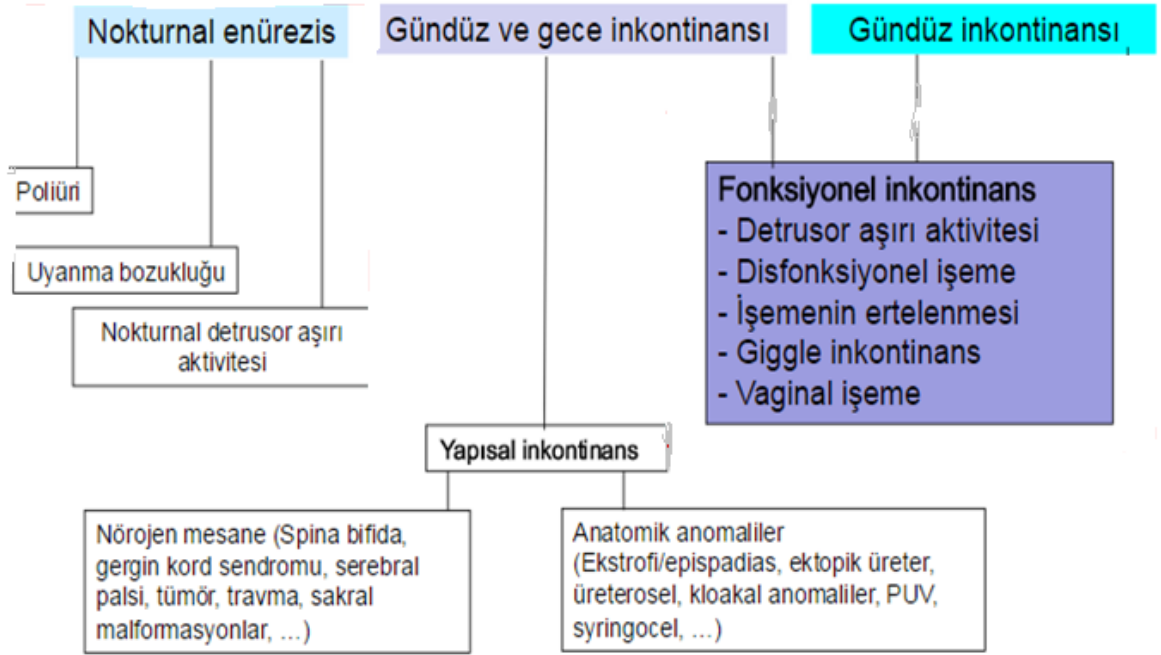 Nokturnal enürezis
Gündüz ve gece inkontinansı
Gündüz inkontinansı
Poliüri
Uyanma bozukluğu
Nokturnal detrusor aşırı
aktivitesi
Fonksiyonel inkontinans
- Detrusor aşırı aktivitesi
- Disfonksiyonel işeme
- İşemenin ertelenmesi
- Giggle inkontinans
- Vaginal işeme
Yapısal inkontinans
Nörojen mesane (Spina bifida,
gergin kord sendromu, serebral
palsi, tümör, travma, sakral
malformasyonlar, ...)
Anatomik anomaliler
(Ekstrofi/epispadias, ektopik üreter,
üreterosel, kloakal anomaliler, PUV,
syringocel, ...)